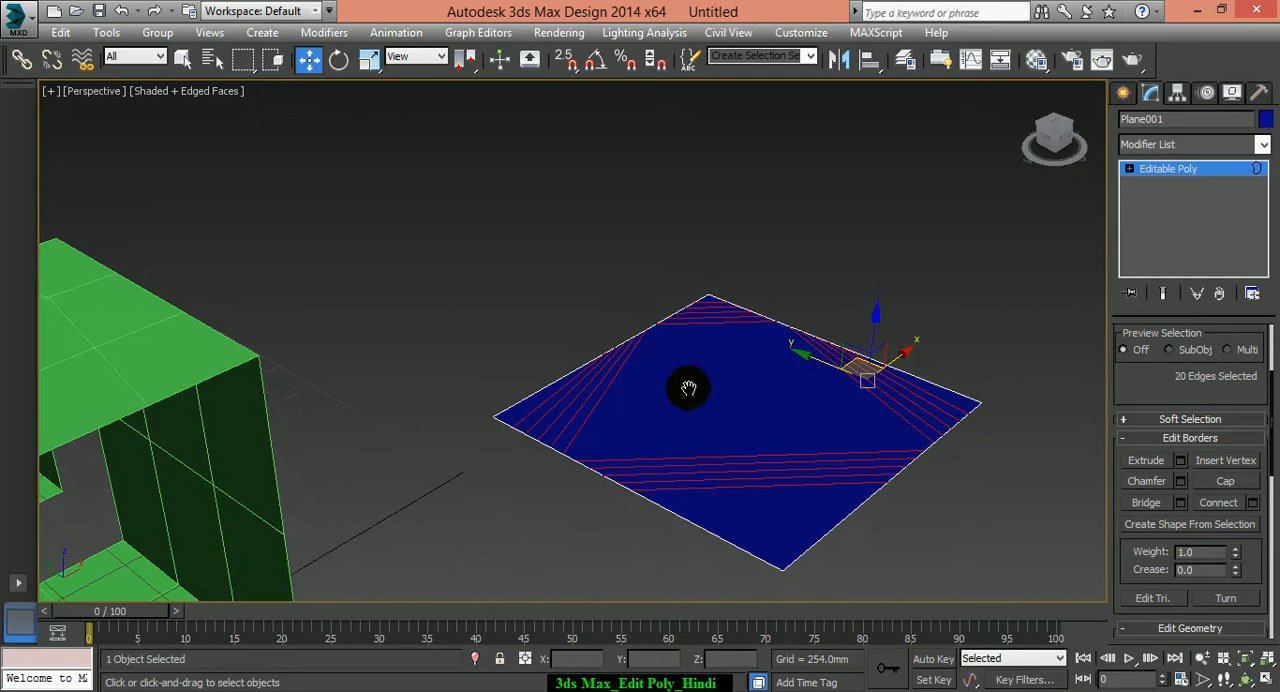 Workspace: Default
Autodesk 3ds Max Design 2014 x64 Untitled
Type a keyword or phrase
MXD
Edit Tools Group Views Create Modifiers Animation Graph Editors Rendering Lighting Analysis Civil View Customize MAXScript Help
All
View
2.5
Create Selection Se
[+] [Perspective] [Shaded + Edged Faces]
Plane001
Modifier List
Editable Poly
Preview Selection
Off SubObj Multi
20 Edges Selected
+ Soft Selection
- Edit Borders
Extrude Insert Vertex
Chamfer Cap
Bridge Connect
Create Shape From Selection
Weight: 1.0
Crease: 0.0
Edit Tri. Turn
- Edit Geometry
x
y
z
0 / 100
0 5 10 15 20 25 30 35 40 45 50 55 60 65 70 75 80 85 90 95 100
1 Object Selected
X: Y: Z: Grid = 254.0mm
Auto Key Selected
Welcome to M
Click or click-and-drag to select objects
3ds Max_Edit Poly_Hindi
Add Time Tag
Set Key Key Filters...
0